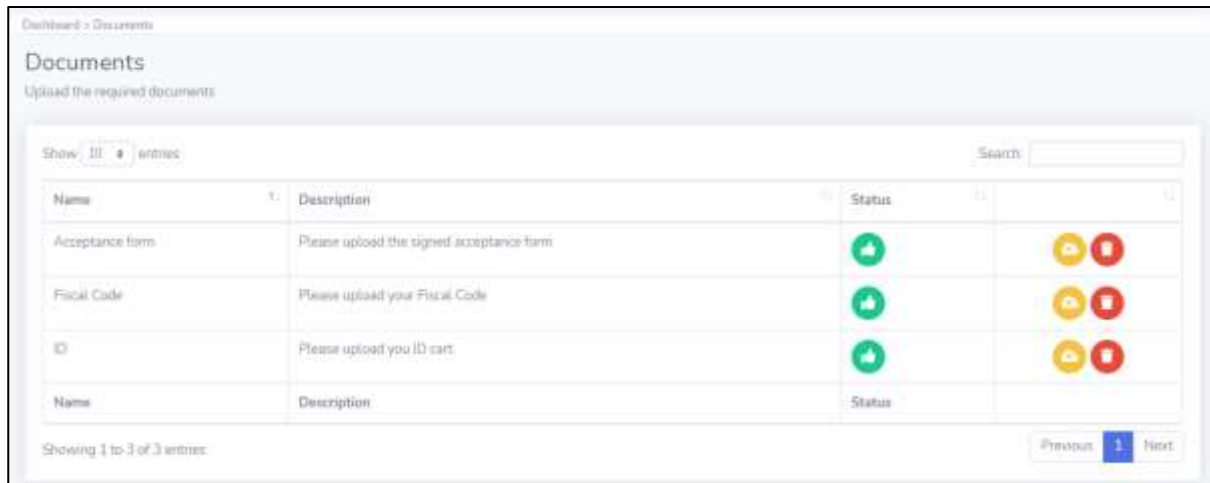 Dashboard > Documents
Documents
Upload the required documents
Show 10 entries Search:
Name Description Status
Acceptance form Please upload the signed acceptance form
Fiscal Code Please upload your Fiscal Code
ID Please upload you ID cart
Name Description Status
Showing 1 to 3 of 3 entries
Previous 1 Next